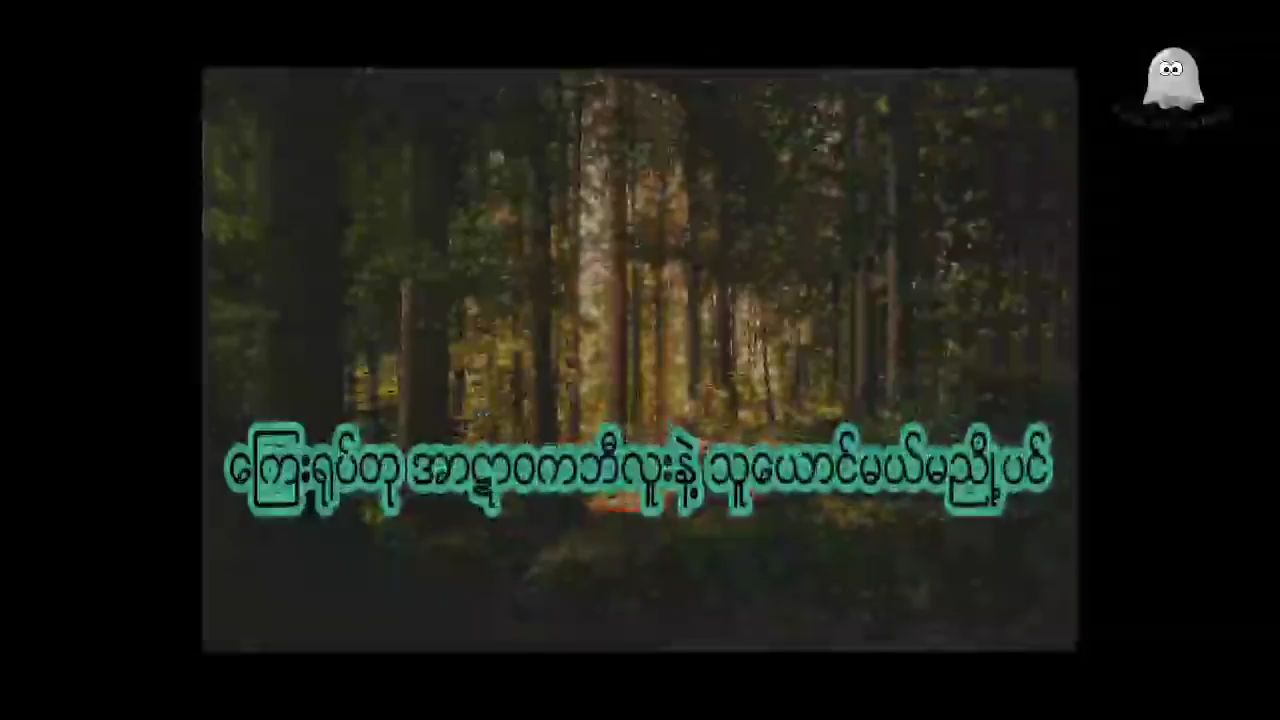 ကြေးရုပ်တု အာဋာဝကဘီလူးနဲ့ သူယောင်မယ်မညို့ပင်